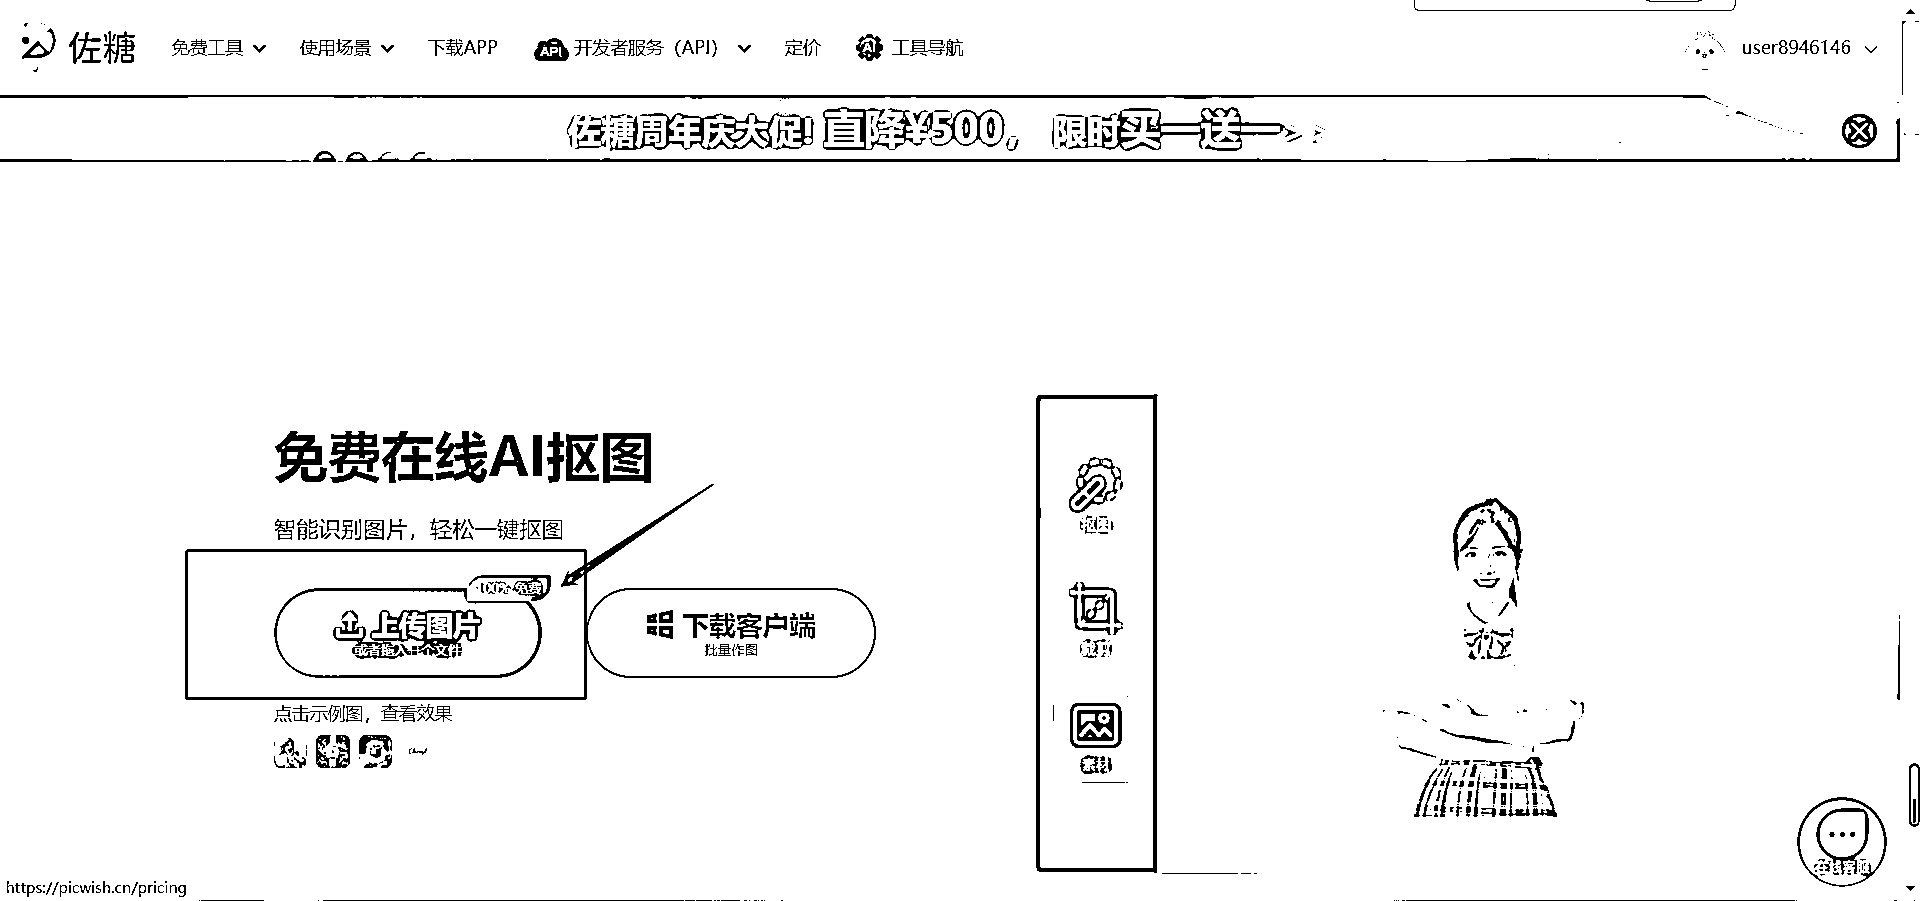 佐糖
免费工具
使用场景
下载APP
API
开发者服务（API）
定价
AI
工具导航
user8946146
佐糖周年庆大促! 直降¥500, 限时买一送一
免费在线AI抠图
智能识别图片，轻松一键抠图
100% 免费
上传图片
或者拖入一个文件
下载客户端
批量作图
点击示例图，查看效果
抠图
裁剪
素材
在线客服
https://picwish.cn/pricing